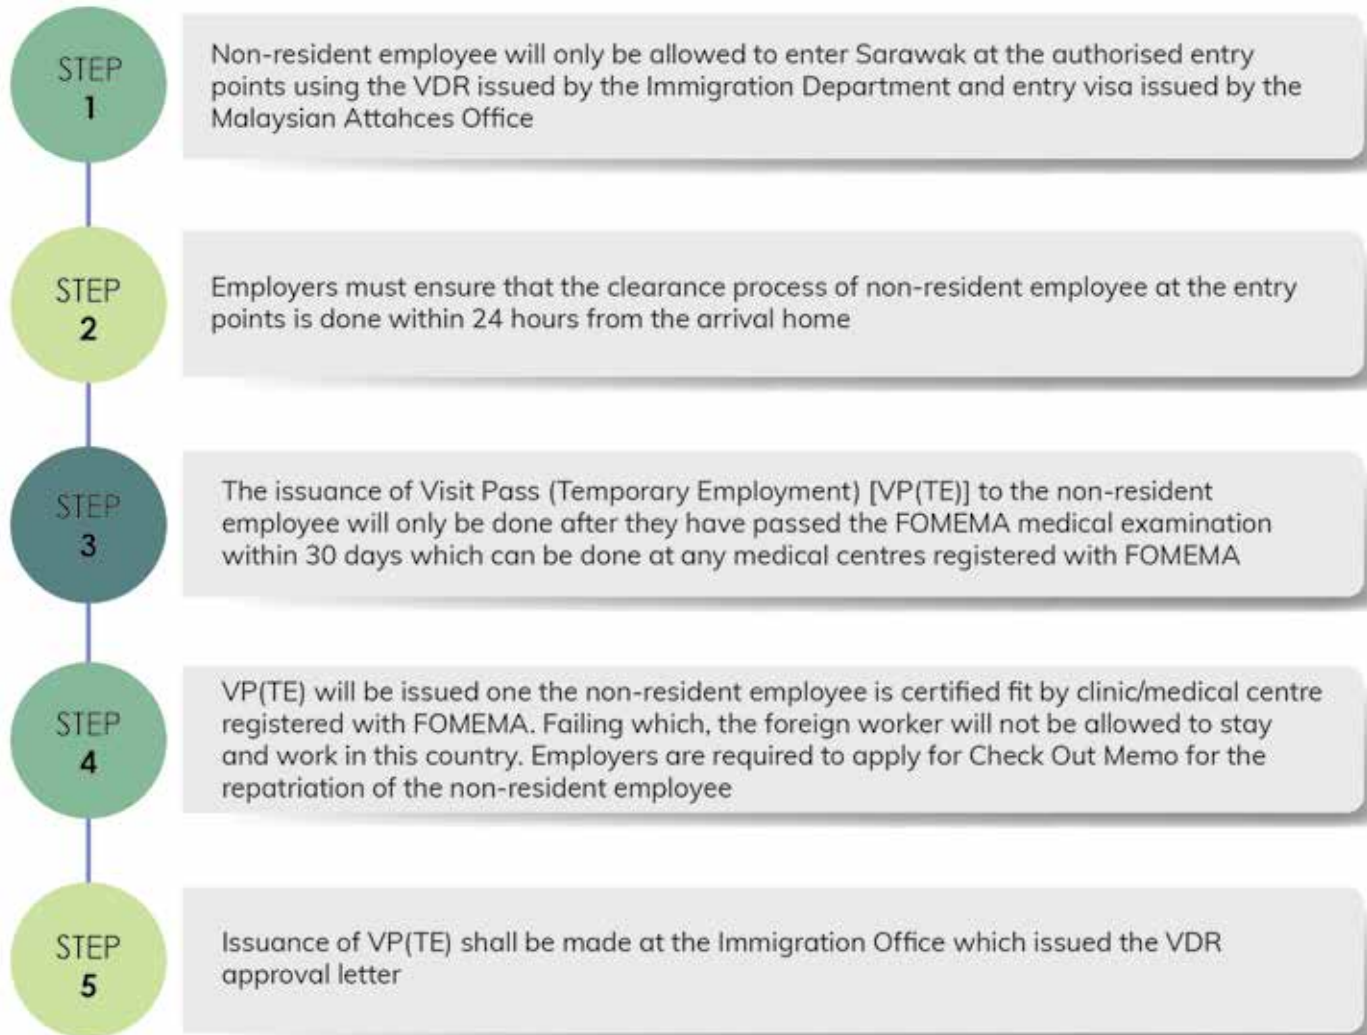 STEP
1
Non-resident employee will only be allowed to enter Sarawak at the authorised entry
points using the VDR issued by the Immigration Department and entry visa issued by the
Malaysian Attahces Office
STEP
2
Employers must ensure that the clearance process of non-resident employee at the entry
points is done within 24 hours from the arrival home
STEP
3
The issuance of Visit Pass (Temporary Employment) [VP(TE)] to the non-resident
employee will only be done after they have passed the FOMEMA medical examination
within 30 days which can be done at any medical centres registered with FOMEMA
STEP
4
VP(TE) will be issued one the non-resident employee is certified fit by clinic/medical centre
registered with FOMEMA. Failing which, the foreign worker will not be allowed to stay
and work in this country. Employers are required to apply for Check Out Memo for the
repatriation of the non-resident employee
STEP
5
Issuance of VP(TE) shall be made at the Immigration Office which issued the VDR
approval letter